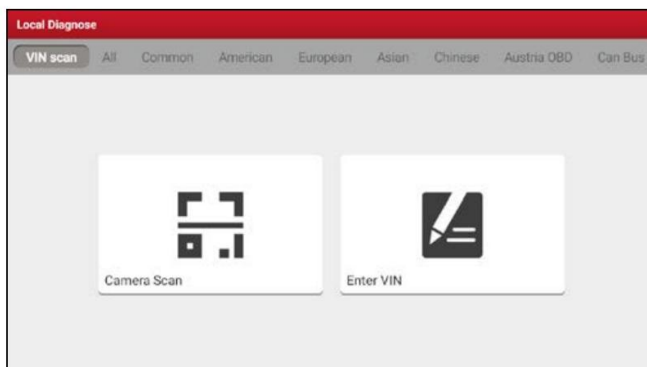 Local Diagnose
VIN scan All Common American European Asian Chinese Austria OBD Can Bus
Camera Scan Enter VIN